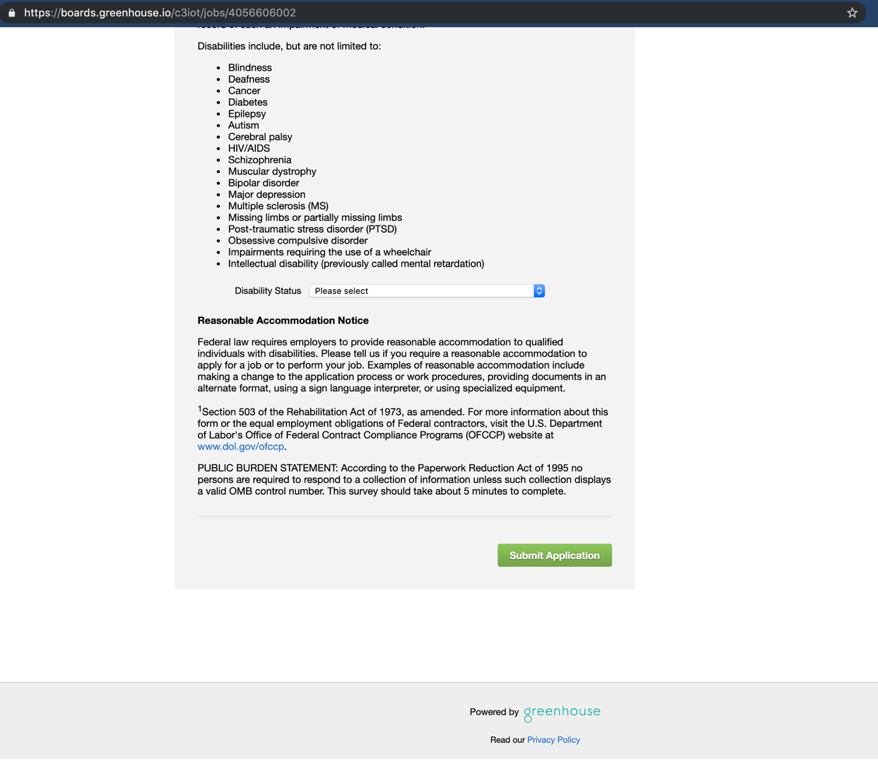 https://boards.greenhouse.io/c3iot/jobs/4056606002
record of such an impairment or medical condition.
Disabilities include, but are not limited to:
• Blindness
• Deafness
• Cancer
• Diabetes
• Epilepsy
• Autism
• Cerebral palsy
• HIV/AIDS
• Schizophrenia
• Muscular dystrophy
• Bipolar disorder
• Major depression
• Multiple sclerosis (MS)
• Missing limbs or partially missing limbs
• Post-traumatic stress disorder (PTSD)
• Obsessive compulsive disorder
• Impairments requiring the use of a wheelchair
• Intellectual disability (previously called mental retardation)
Disability Status Please select
Reasonable Accommodation Notice
Federal law requires employers to provide reasonable accommodation to qualified
individuals with disabilities. Please tell us if you require a reasonable accommodation to
apply for a job or to perform your job. Examples of reasonable accommodation include
making a change to the application process or work procedures, providing documents in an
alternate format, using a sign language interpreter, or using specialized equipment.
1Section 503 of the Rehabilitation Act of 1973, as amended. For more information about this
form or the equal employment obligations of Federal contractors, visit the U.S. Department
of Labor's Office of Federal Contract Compliance Programs (OFCCP) website at
www.dol.gov/ofccp.
PUBLIC BURDEN STATEMENT: According to the Paperwork Reduction Act of 1995 no
persons are required to respond to a collection of information unless such collection displays
a valid OMB control number. This survey should take about 5 minutes to complete.
Submit Application
Powered by greenhouse
Read our Privacy Policy